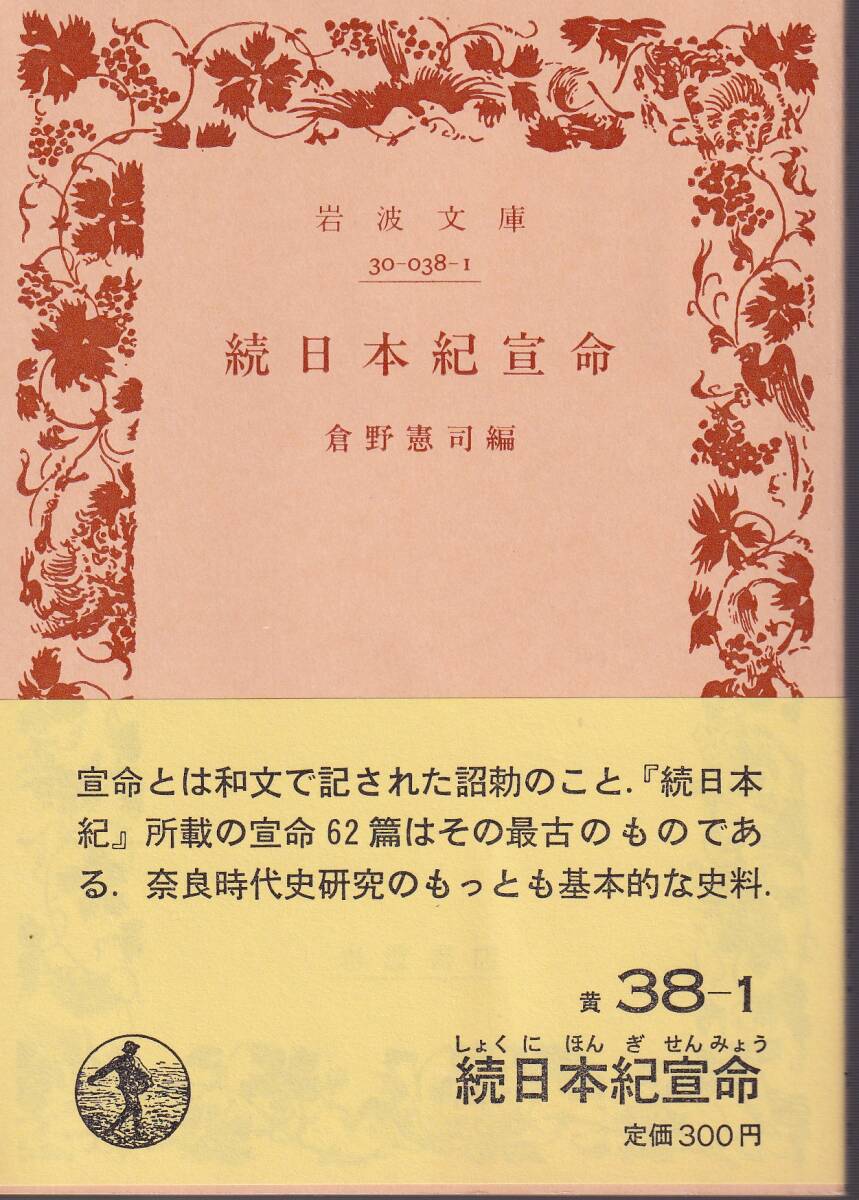 岩波文庫
30-038-1
続日本紀宣命
倉野憲司編
宣命とは和文で記された詔勅のこと.『続日本
紀』所載の宣命62篇はその最古のものであ
る. 奈良時代史研究のもっとも基本的な史料.
黄 38-1
しょくにほんぎせんみょう
続日本紀宣命
定価300円